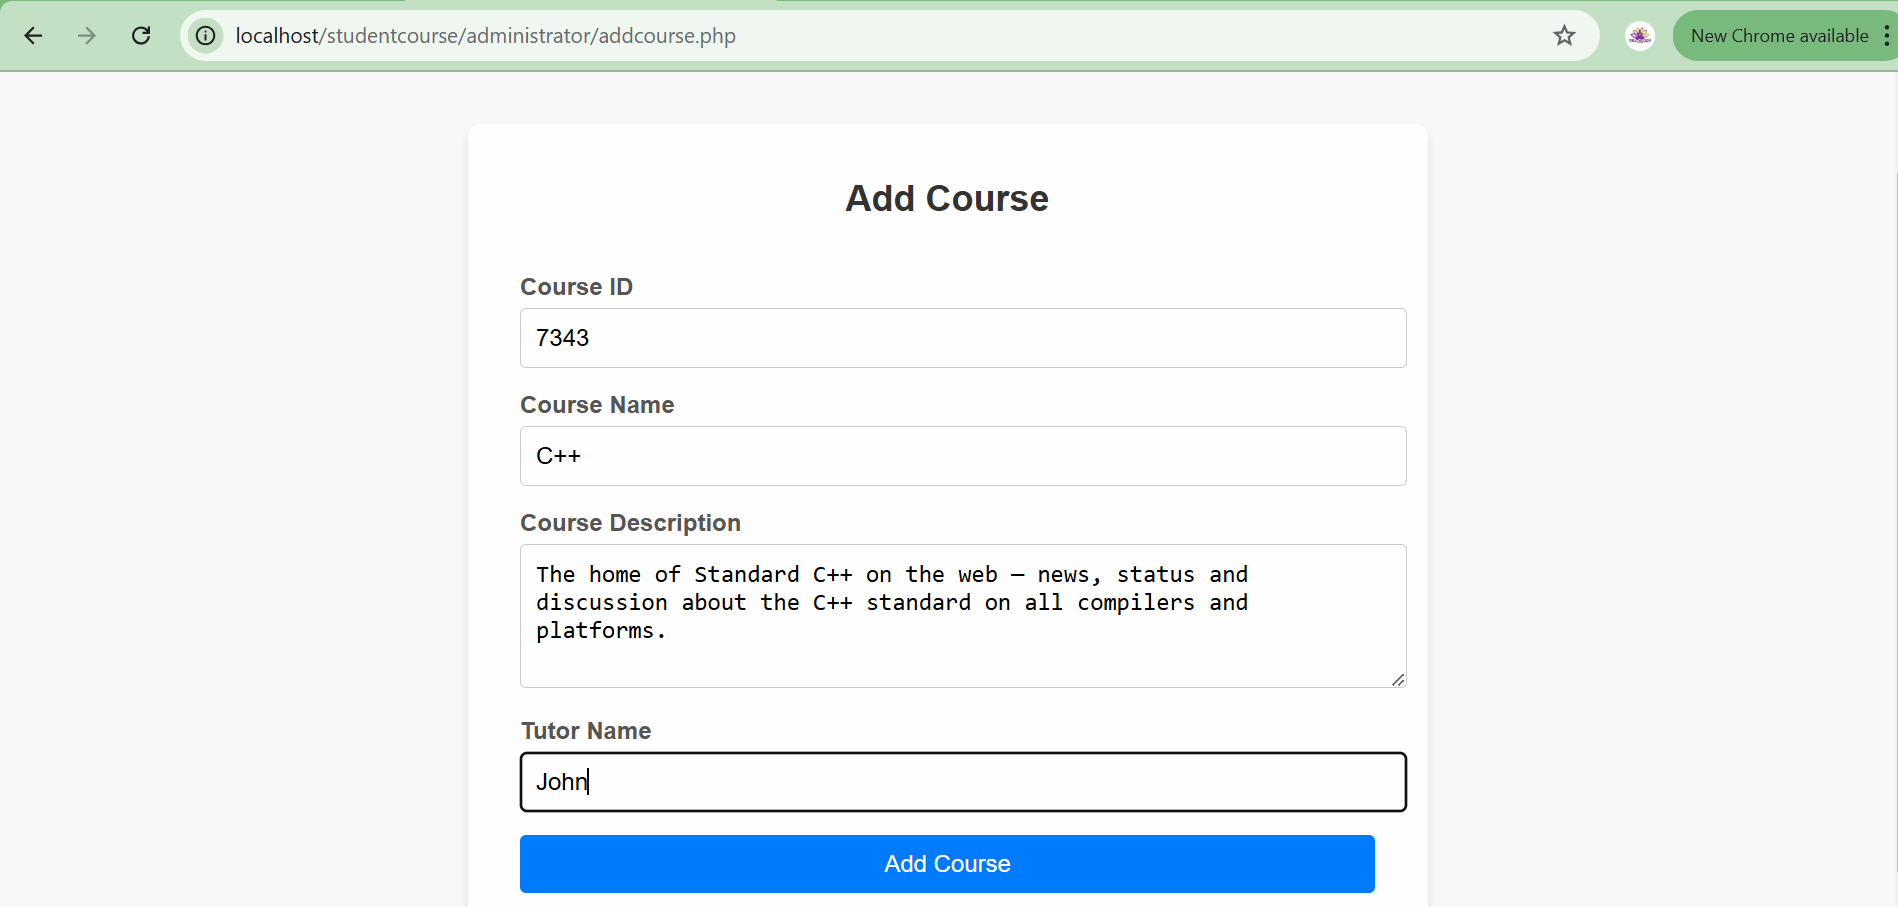 localhost/studentcourse/administrator/addcourse.php
New Chrome available
Add Course
Course ID
7343
Course Name
C++
Course Description
The home of Standard C++ on the web — news, status and
discussion about the C++ standard on all compilers and
platforms.
Tutor Name
John
Add Course